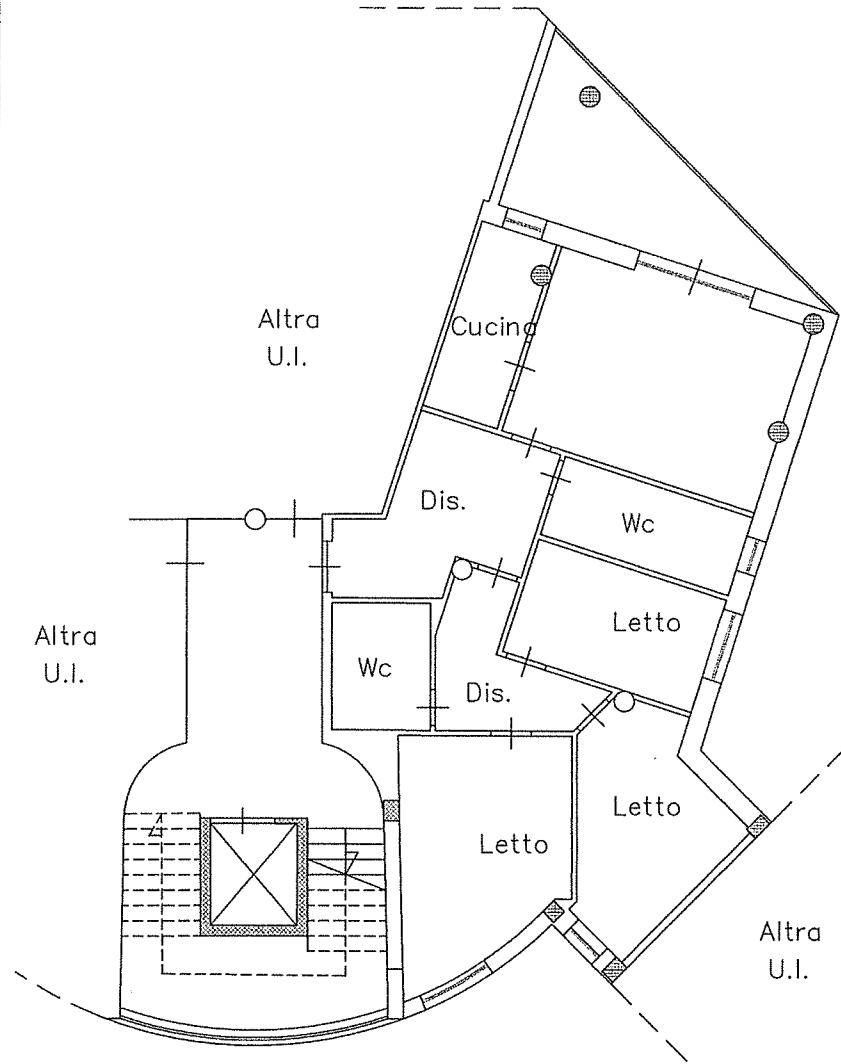 Altra
U.I.
Cucina
Dis.
Wc
Altra
U.I.
Letto
Wc
Dis.
Letto
Letto
Altra
U.I.